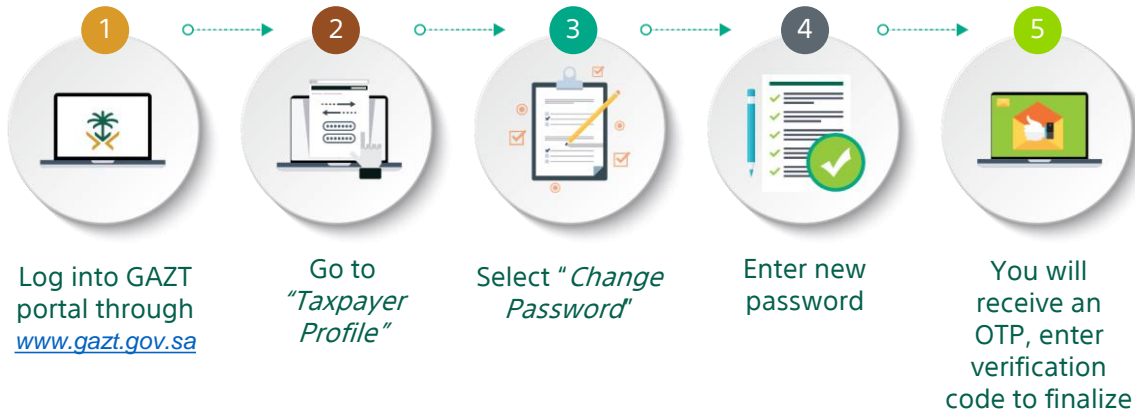 1
2
3
4
5
Log into GAZT
portal through
www.gazt.gov.sa
Go to
“Taxpayer
Profile”
Select “Change
Password”
Enter new
password
You will
receive an
OTP, enter
verification
code to finalize